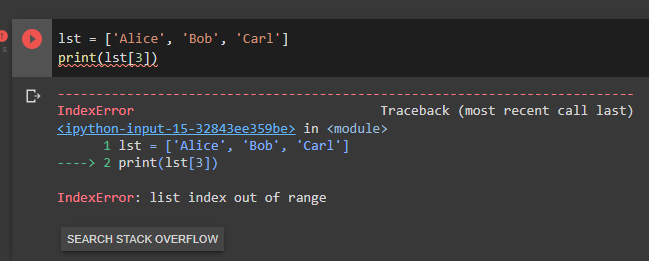 lst = ['Alice', 'Bob', 'Carl']
print(lst[3])
---------------------------------------------------------------------------
IndexError                                Traceback (most recent call last)
<ipython-input-15-32843ee359be> in <module>
      1 lst = ['Alice', 'Bob', 'Carl']
----> 2 print(lst[3])

IndexError: list index out of range
SEARCH STACK OVERFLOW